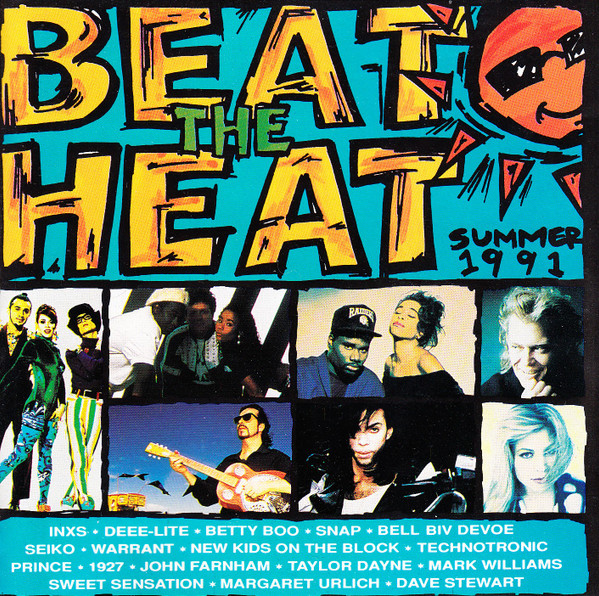 BEAT
THE
HEAT
SUMMER
1991
RAIDERS
INXS * DEEE-LITE * BETTY BOO * SNAP * BELL BIV DEVOE
SEIKO * WARRANT * NEW KIDS ON THE BLOCK * TECHNOTRONIC
PRINCE * 1927 * JOHN FARNHAM * TAYLOR DAYNE * MARK WILLIAMS
SWEET SENSATION * MARGARET URLICH * DAVE STEWART